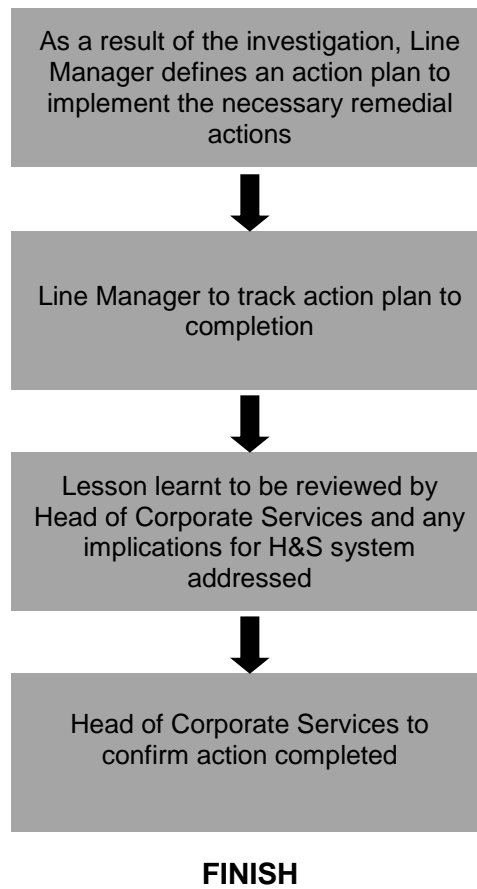 As a result of the investigation, Line
Manager defines an action plan to
implement the necessary remedial
actions
Line Manager to track action plan to
completion
Lesson learnt to be reviewed by
Head of Corporate Services and any
implications for H&S system
addressed
Head of Corporate Services to
confirm action completed
FINISH